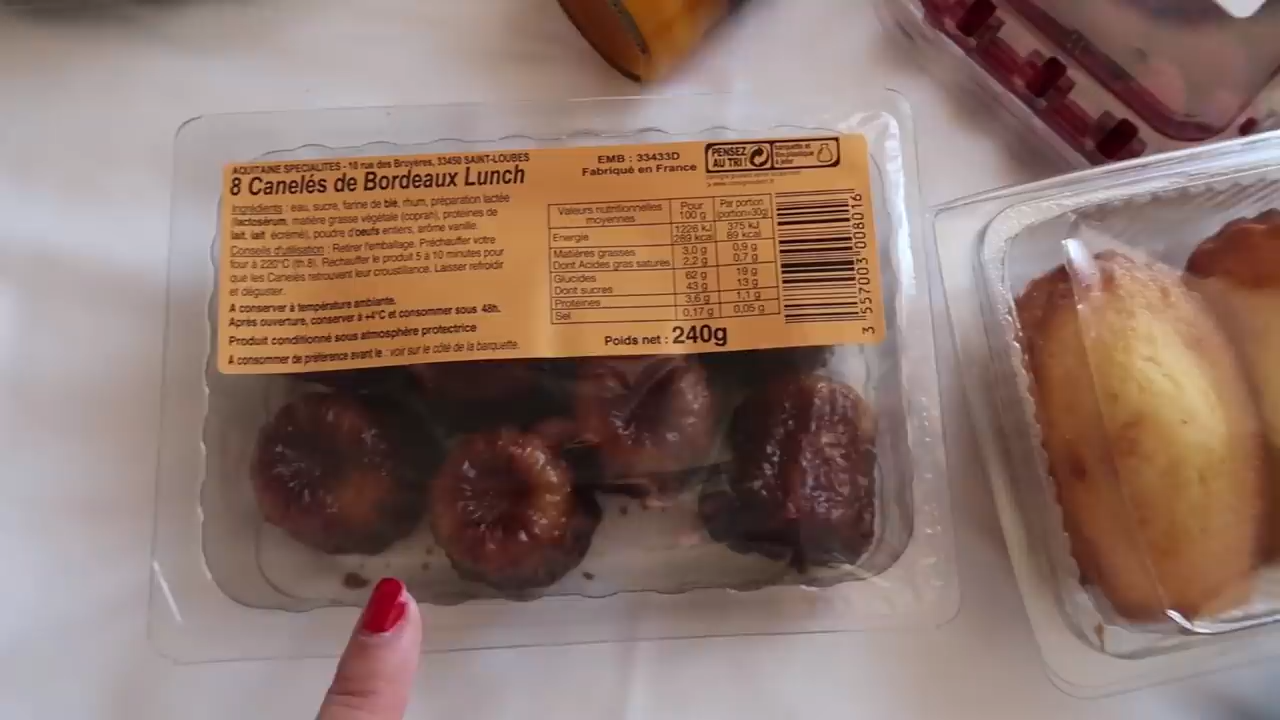 AQUITAINE SPECIALITES - 10 rue des Bruyères, 33450 SAINT-LOUBES
8 Canelés de Bordeaux Lunch
Ingrédients : eau, sucre, farine de blé, rhum, préparation lactée
(lactosérum, matière grasse végétale (coprah), protéines de
lait, lait écrémé), poudre d'oeufs entiers, arôme vanille.
Conseils d'utilisation : Retirer l'emballage. Préchauffer votre
four à 220°C (th.8). Réchauffer le produit 5 à 10 minutes pour
que les Canelés retrouvent leur croustillance. Laisser refroidir
et déguster.
A conserver à température ambiante.
Après ouverture, conserver à +4°C et consommer sous 48h.
Produit conditionné sous atmosphère protectrice
A consommer de préférence avant le : voir sur le côté de la barquette.
EMB : 33433D
Fabriqué en France
PENSEZ
AU TRI !
barquette et
film plastique
à jeter
Valeurs nutritionnelles moyennes Pour 100 g Par portion (portion=30g)
Energie 1226 kJ 289 kcal 375 kJ 89 kcal
Matières grasses 3,0 g 0,9 g
Dont Acides gras saturés 2,2 g 0,7 g
Glucides 62 g 19 g
Dont sucres 43 g 13 g
Protéines 3,6 g 1,1 g
Sel 0,17 g 0,05 g
Poids net : 240g
3 557003 008016